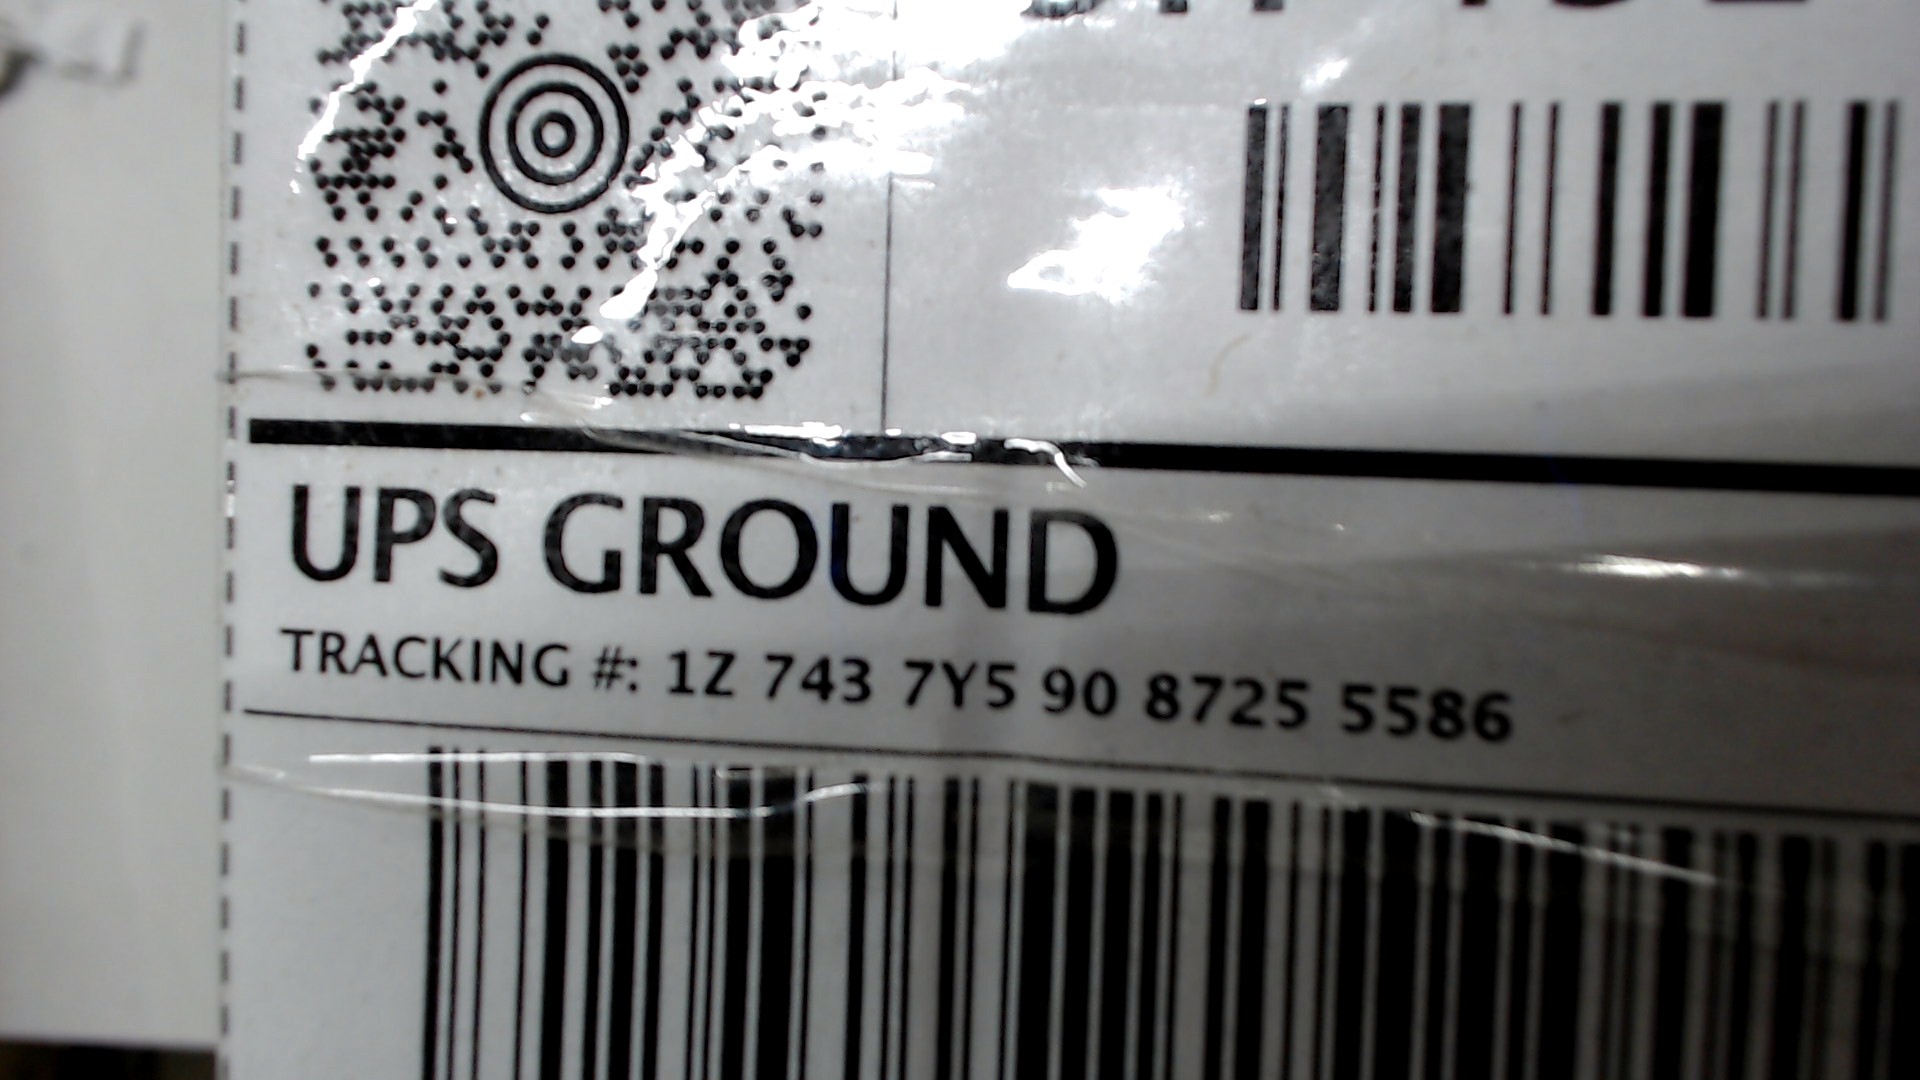 UPS GROUND
TRACKING #: 1Z 743 7Y5 90 8725 5586